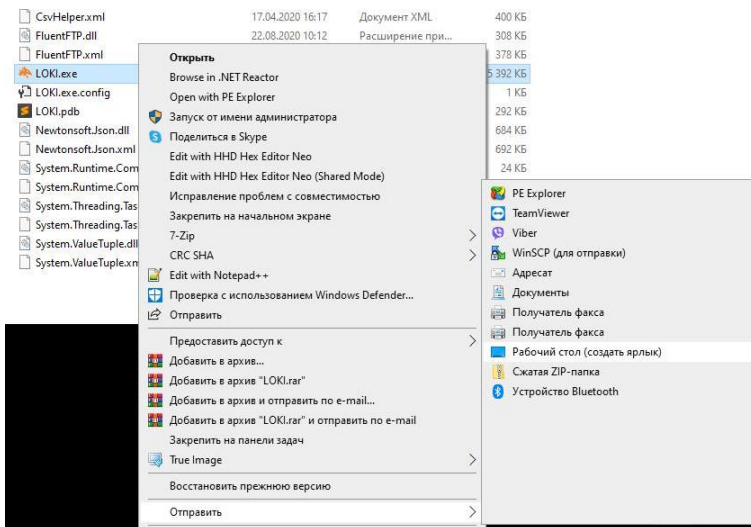 CsvHelper.xml 17.04.2020 16:17 Документ XML 400 КБ
FluentFTP.dll 22.08.2020 10:12 Расширение при... 308 КБ
FluentFTP.xml 378 КБ
LOKI.exe 5 392 КБ
LOKI.exe.config 1 КБ
LOKI.pdb 292 КБ
Newtonsoft.Json.dll 684 КБ
Newtonsoft.Json.xml 692 КБ
System.Runtime.Com 24 КБ
System.Runtime.Com
System.Threading.Tas
System.Threading.Tas
System.ValueTuple.dll
System.ValueTuple.xm
Открыть
Browse in .NET Reactor
Open with PE Explorer
Запуск от имени администратора
Поделиться в Skype
Edit with HHD Hex Editor Neo
Edit with HHD Hex Editor Neo (Shared Mode)
Исправление проблем с совместимостью
Закрепить на начальном экране
7-Zip
CRC SHA
Edit with Notepad++
Проверка с использованием Windows Defender...
Отправить
Предоставить доступ к
Добавить в архив...
Добавить в архив "LOKI.rar"
Добавить в архив и отправить по e-mail...
Добавить в архив "LOKI.rar" и отправить по e-mail
Закрепить на панели задач
True Image
Восстановить прежнюю версию
Отправить
PE Explorer
TeamViewer
Viber
WinSCP (для отправки)
Адресат
Документы
Получатель факса
Получатель факса
Рабочий стол (создать ярлык)
Сжатая ZIP-папка
Устройство Bluetooth